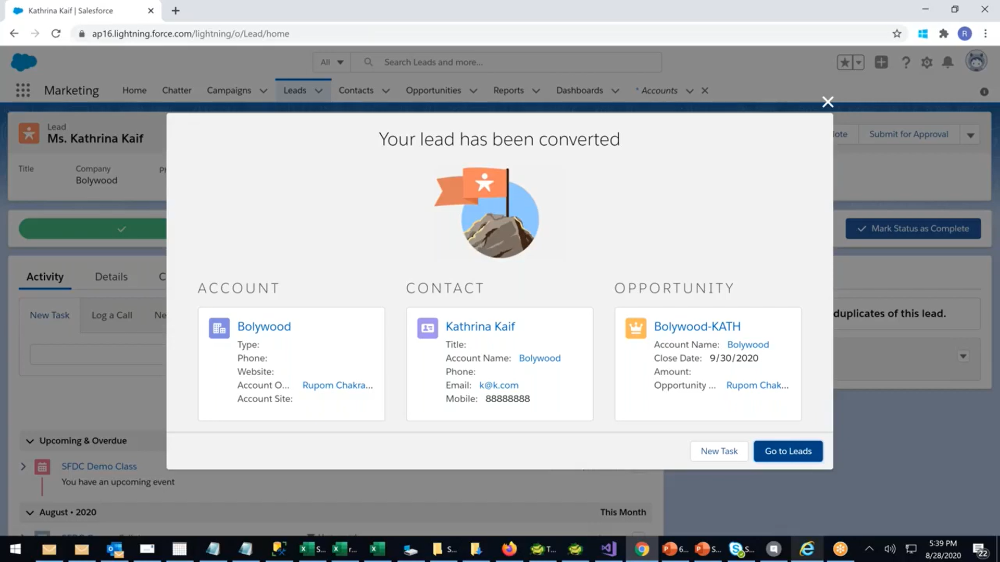 Kathrina Kaif | Salesforce
ap16.lightning.force.com/lightning/o/Lead/home
All
Search Leads and more...
Marketing
Home
Chatter
Campaigns
Leads
Contacts
Opportunities
Reports
Dashboards
* Accounts
Lead
Ms. Kathrina Kaif
Submit for Approval
Title
Company
Bolywood
Your lead has been converted
Mark Status as Complete
Activity
Details
New Task
Log a Call
duplicates of this lead.
ACCOUNT
Bolywood
Type:
Phone:
Website:
Account O... Rupom Chakra...
Account Site:
CONTACT
Kathrina Kaif
Title:
Account Name: Bolywood
Phone:
Email: k@k.com
Mobile: 88888888
OPPORTUNITY
Bolywood-KATH
Account Name: Bolywood
Close Date: 9/30/2020
Amount:
Opportunity ... Rupom Chak...
New Task
Go to Leads
Upcoming & Overdue
SFDC Demo Class
You have an upcoming event
August • 2020
This Month
S...
r...
S...
T...
6...
S...
S...
5:39 PM
8/28/2020
22